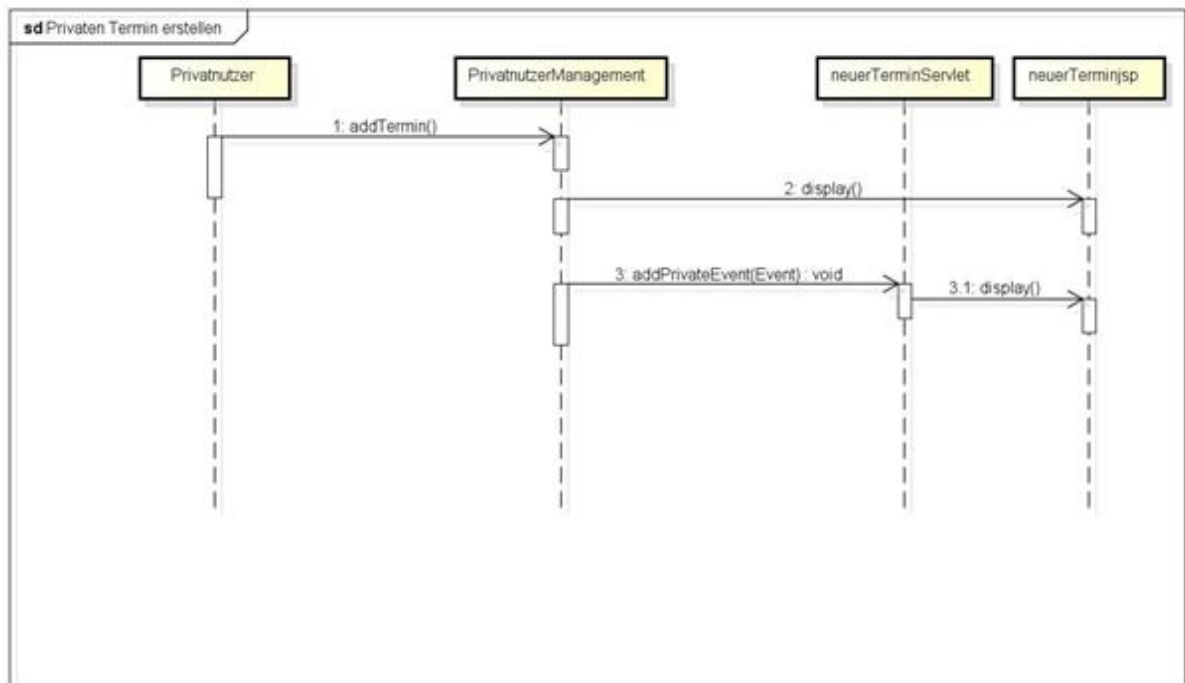 sd Privaten Termin erstellen
Privatnutzer
PrivatnutzerManagement
neuerTerminServlet
neuerTerminjsp
1: addTermin()
2: display()
3: addPrivateEvent(Event) : void
3.1: display()